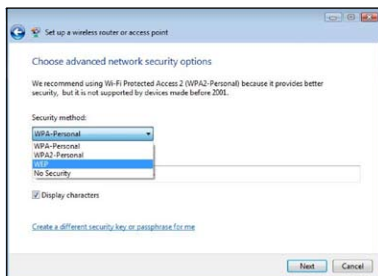 Set up a wireless router or access point
Choose advanced network security options
We recommend using Wi-Fi Protected Access 2 (WPA2-Personal) because it provides better
security, but it is not supported by devices made before 2001.
Security method:
WPA-Personal
WPA-Personal
WPA2-Personal
WEP
No Security
Display characters
Create a different security key or passphrase for me
Next
Cancel